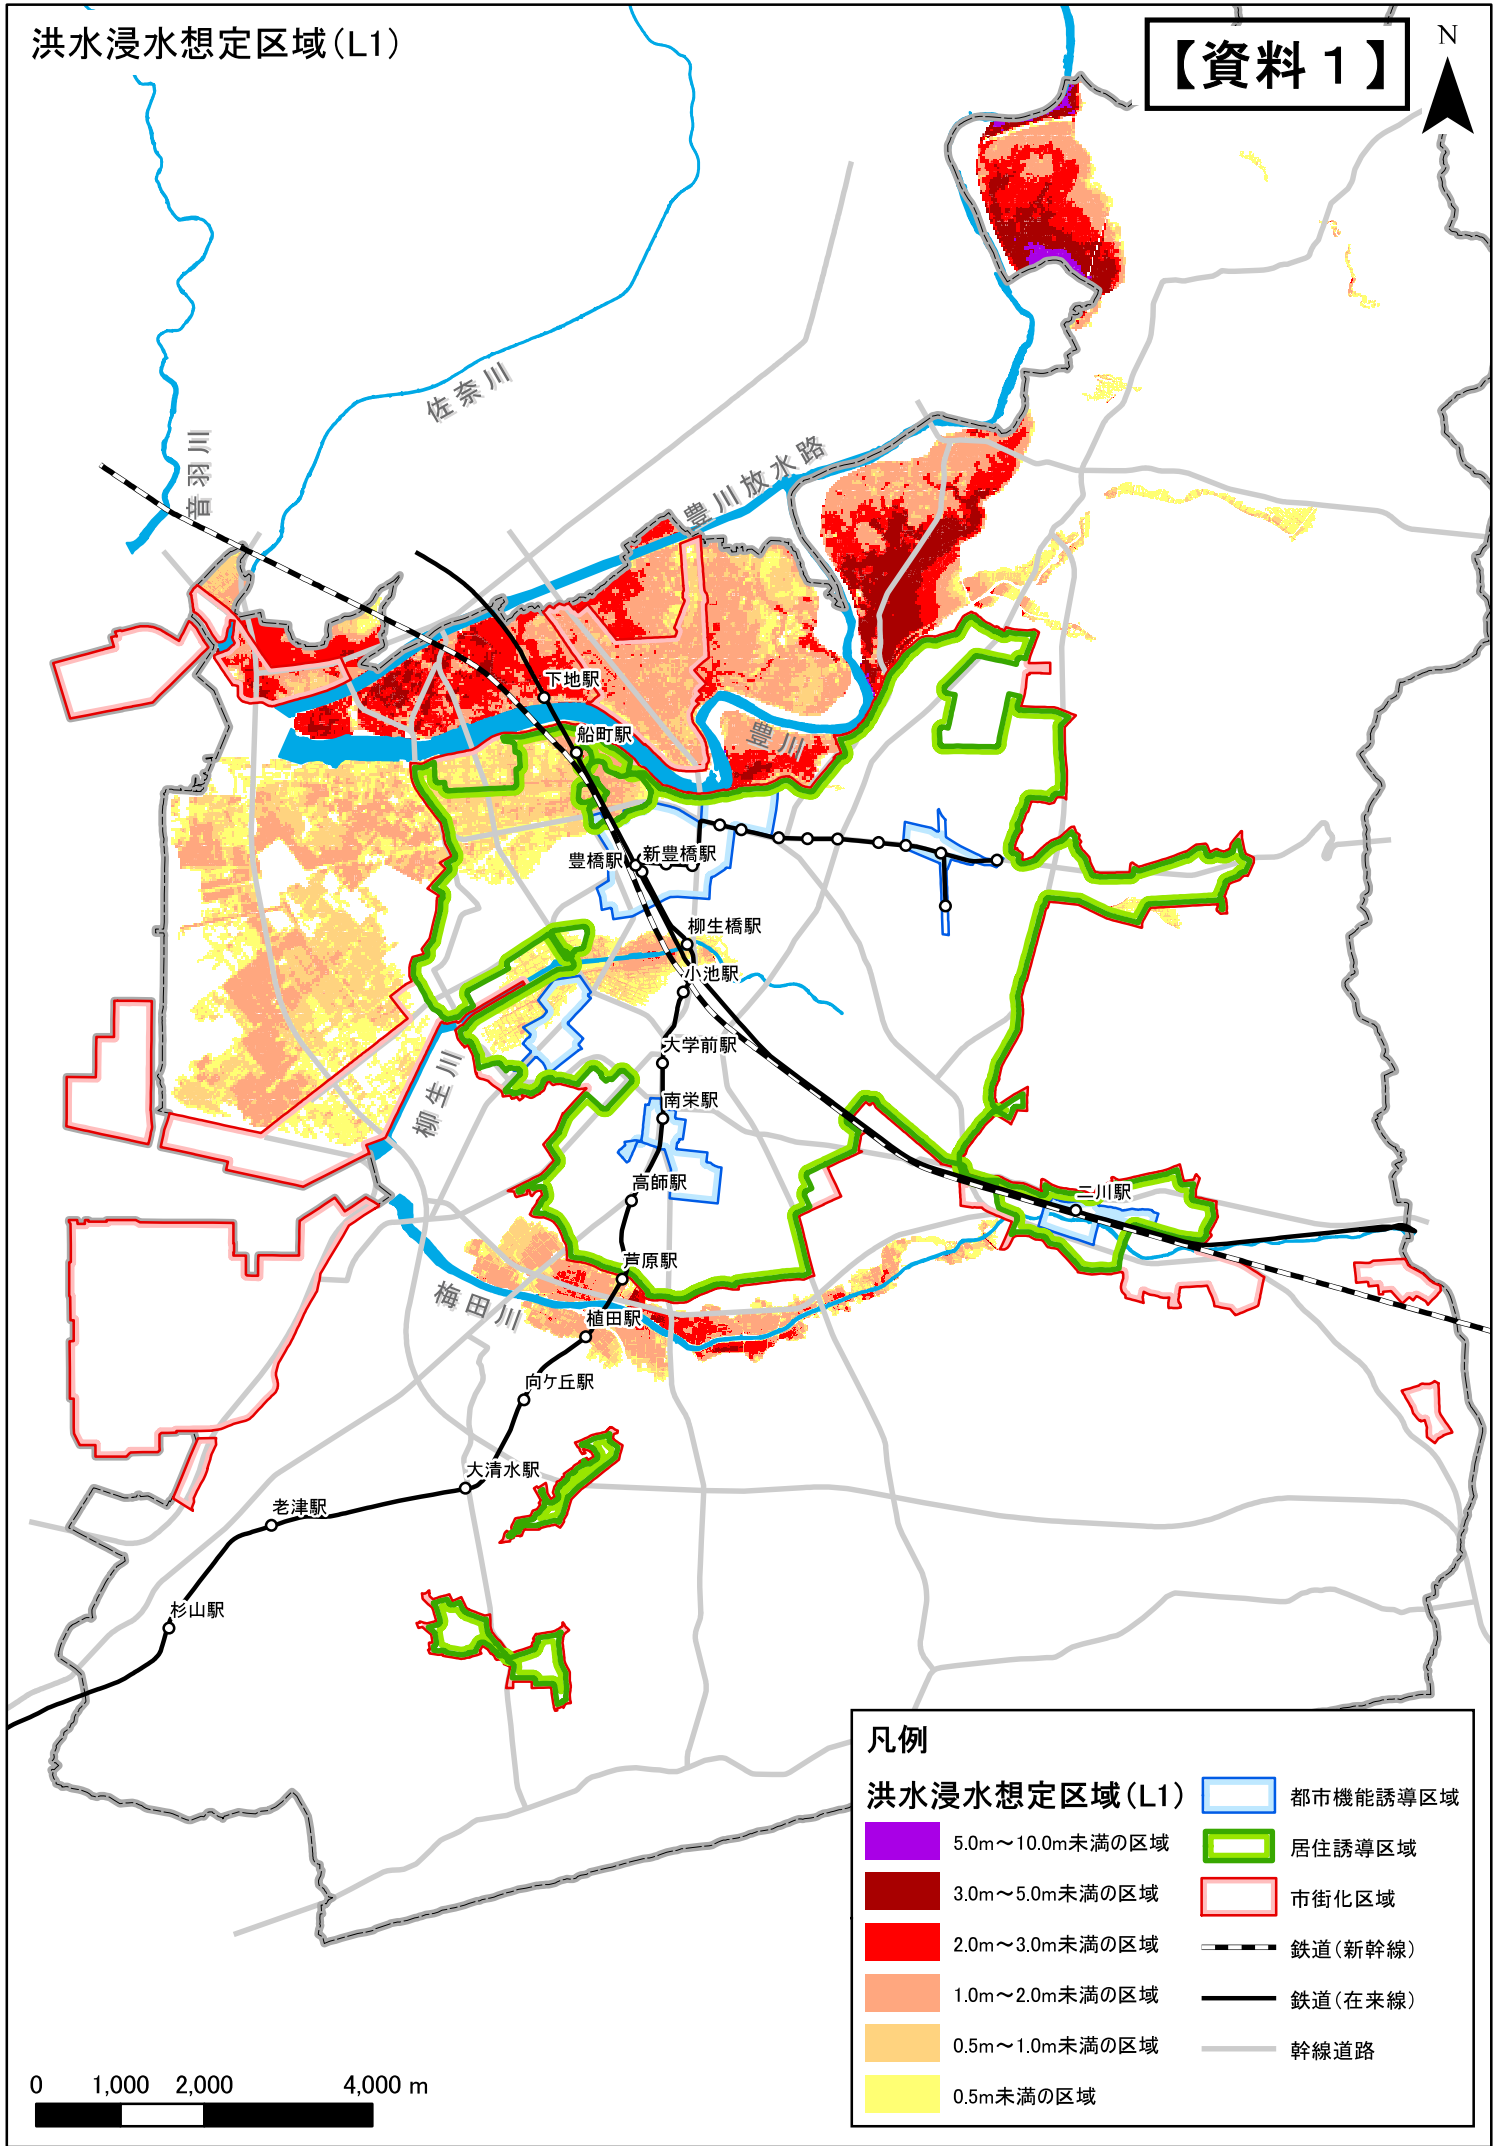 洪水浸水想定区域(L1)
【資料１】
N
佐奈川
音羽川
豊川放水路
下地駅
船町駅
豊川
豊橋駅
新豊橋駅
柳生橋駅
小池駅
大学前駅
柳生川
南栄駅
高師駅
二川駅
芦原駅
梅田川
植田駅
向ケ丘駅
大清水駅
老津駅
杉山駅
凡例
洪水浸水想定区域(L1)
5.0m～10.0m未満の区域
3.0m～5.0m未満の区域
2.0m～3.0m未満の区域
1.0m～2.0m未満の区域
0.5m～1.0m未満の区域
0.5m未満の区域
都市機能誘導区域
居住誘導区域
市街化区域
鉄道(新幹線)
鉄道(在来線)
幹線道路
0 1,000 2,000 4,000 m